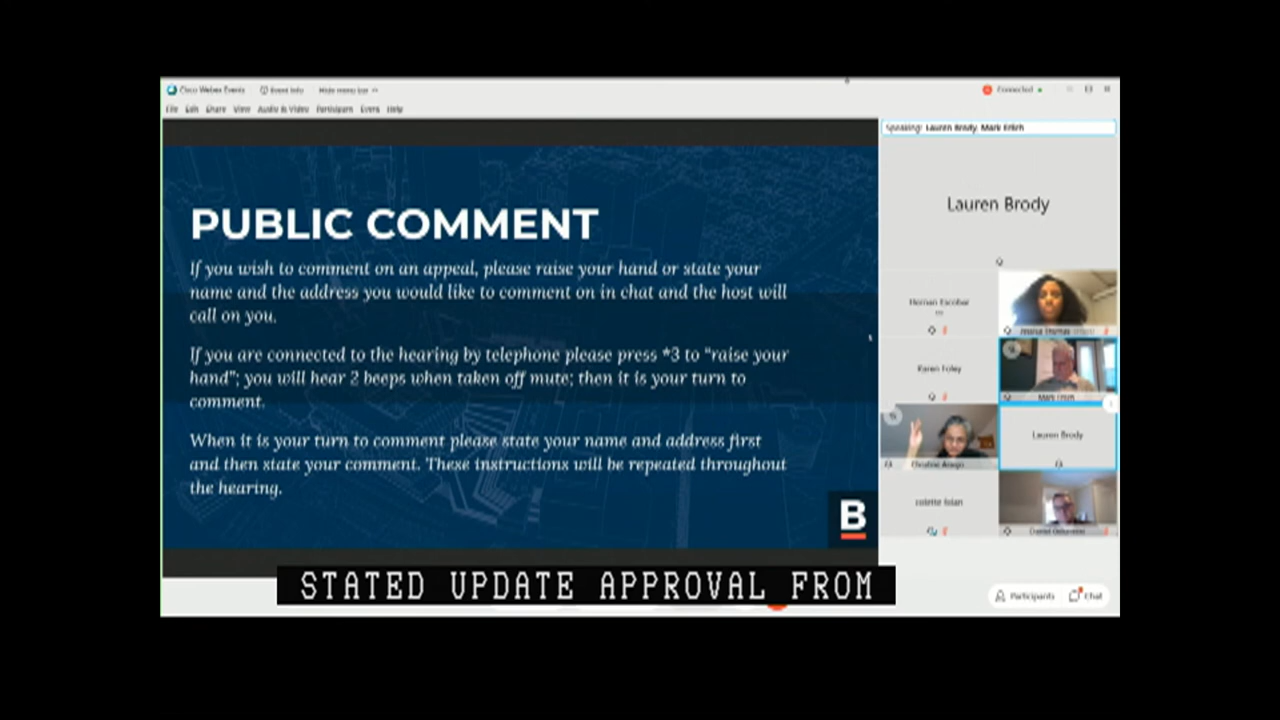 Cisco Webex Events
Event Info
Hide menu bar
Connected
File Edit Share View Audio & Video Participant Event Help
Speaking: Lauren Brody, Mark Erlich
Lauren Brody
PUBLIC COMMENT
If you wish to comment on an appeal, please raise your hand or state your
name and the address you would like to comment on in chat and the host will
call on you.
If you are connected to the hearing by telephone please press *3 to "raise your
hand"; you will hear 2 beeps when taken off mute; then it is your turn to
comment.
When it is your turn to comment please state your name and address first
and then state your comment. These instructions will be repeated throughout
the hearing.
B
Hernan Escobar
Karen Foley
Mark Erlich
Christine Araujo
Lauren Brody
STATED UPDATE APPROVAL FROM
Participants
Chat